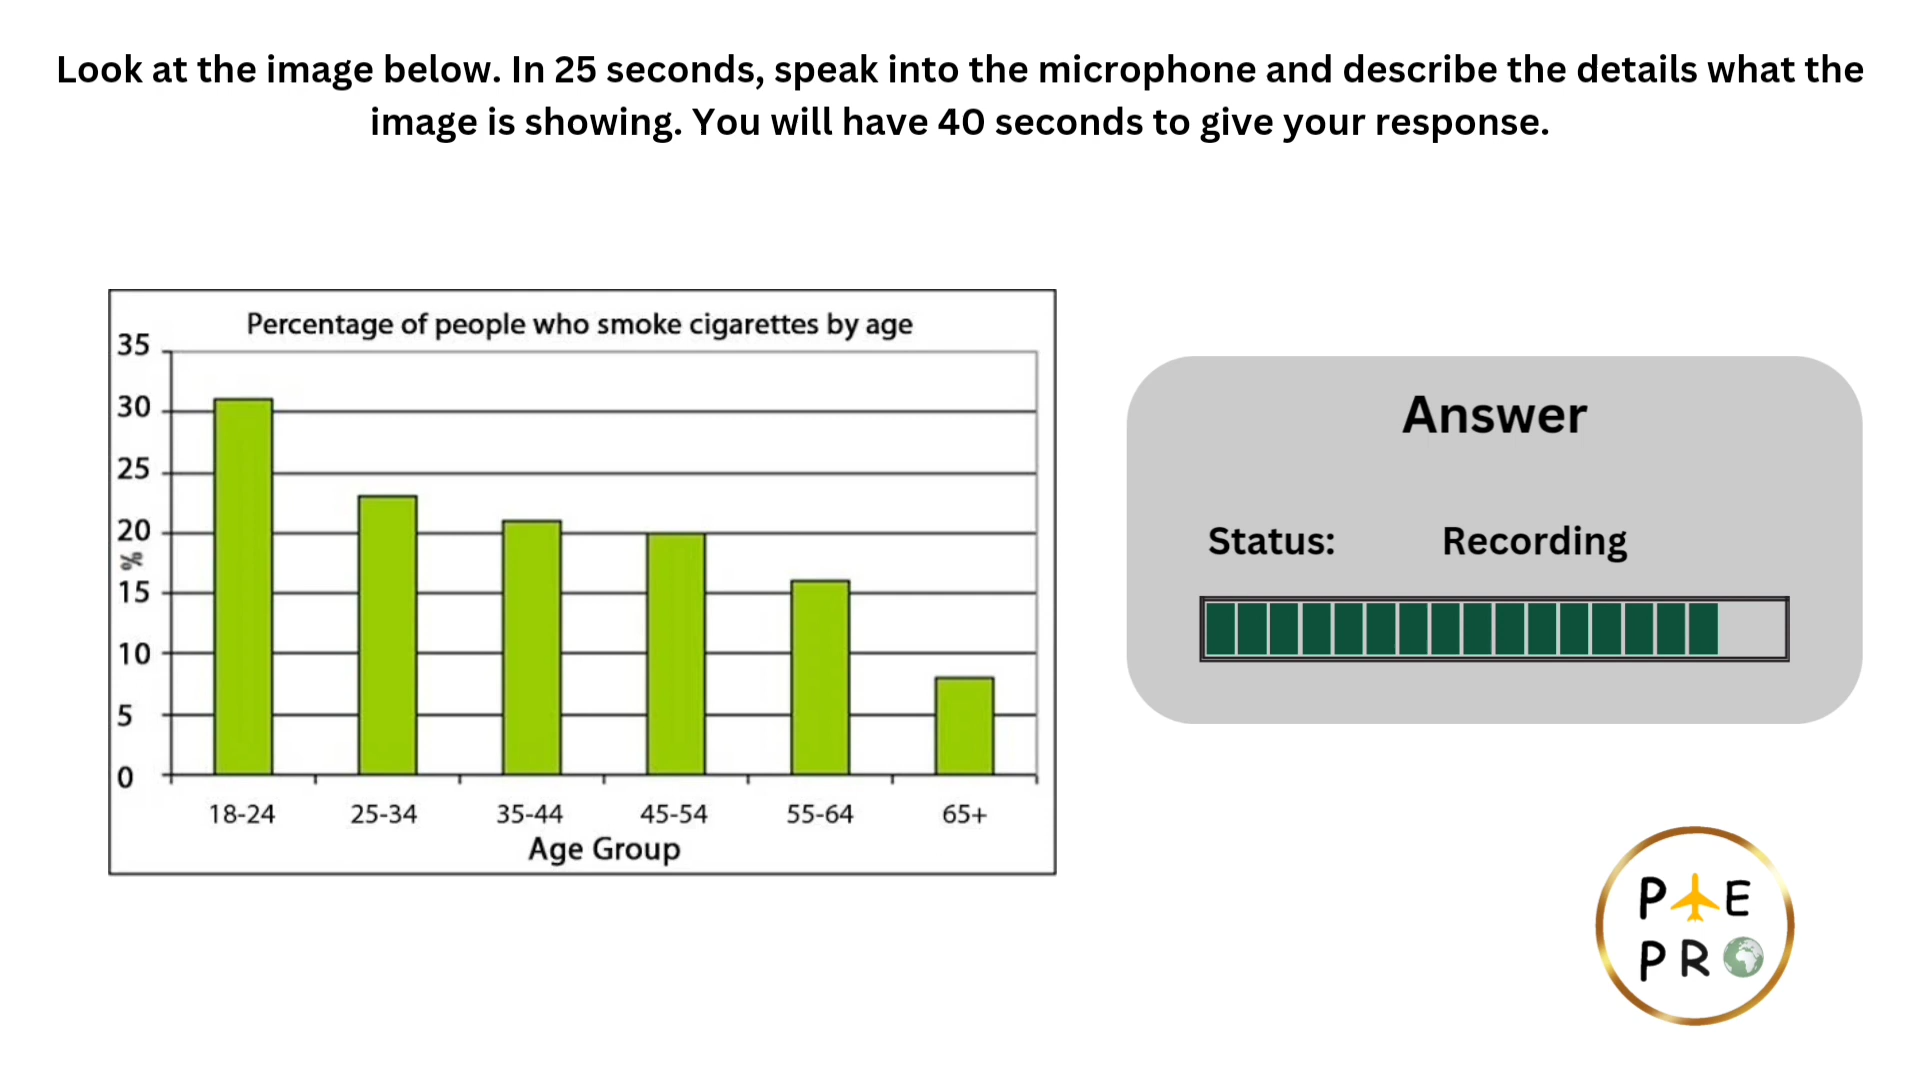 Look at the image below. In 25 seconds, speak into the microphone and describe the details what the
image is showing. You will have 40 seconds to give your response.
Percentage of people who smoke cigarettes by age
35
30
25
20
%
15
10
5
0
18-24 25-34 35-44 45-54 55-64 65+
Age Group
Answer
Status: Recording
P E
P R